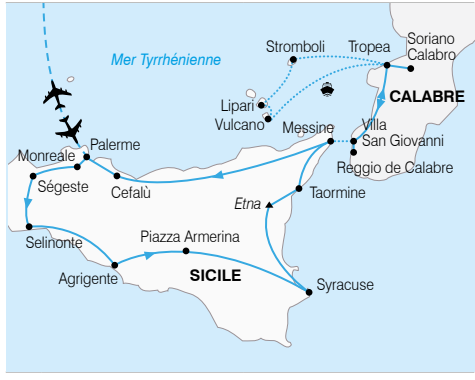 Mer Tyrrhénienne
Stromboli
Tropea
Soriano
Calabro
Lipari
Vulcano
CALABRE
Messine
Villa
San Giovanni
Reggio de Calabre
Palerme
Monreale
Ségeste
Cefalù
Taormine
Etna
Selinonte
Piazza Armerina
Agrigente
SICILE
Syracuse